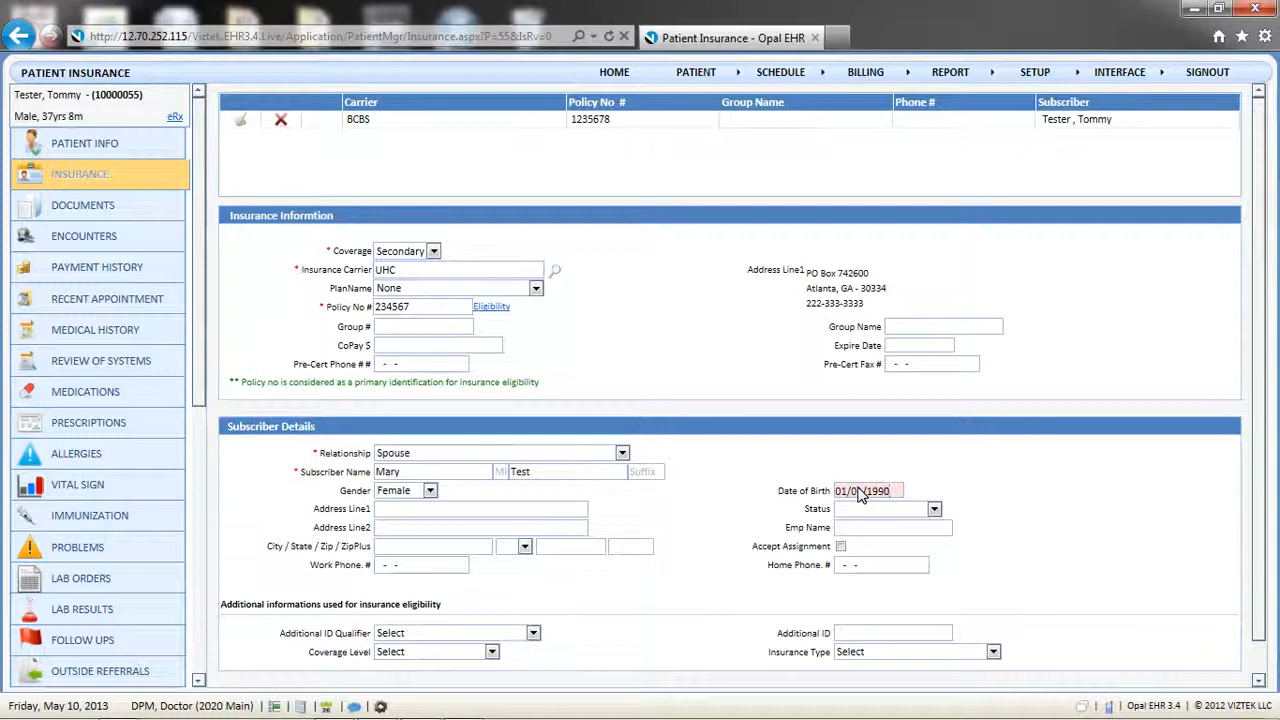 http://12.70.252.115/Viztek.EHR3.4.Live/Application/PatientMgr/Insurance.aspx?P=55&IsRv=0
Patient Insurance - Opal EHR
PATIENT INSURANCE
HOME PATIENT SCHEDULE BILLING REPORT SETUP INTERFACE SIGNOUT
Tester, Tommy - (10000055)
Male, 37yrs 8m eRx
PATIENT INFO
INSURANCE
DOCUMENTS
ENCOUNTERS
PAYMENT HISTORY
RECENT APPOINTMENT
MEDICAL HISTORY
REVIEW OF SYSTEMS
MEDICATIONS
PRESCRIPTIONS
ALLERGIES
VITAL SIGN
IMMUNIZATION
PROBLEMS
LAB ORDERS
LAB RESULTS
FOLLOW UPS
OUTSIDE REFERRALS
Carrier Policy No # Group Name Phone # Subscriber
BCBS 1235678 Tester , Tommy
Insurance Informtion
* Coverage Secondary
* Insurance Carrier UHC
PlanName None
* Policy No # 234567 Eligibility
Group #
CoPay $
Pre-Cert Phone # # - -
** Policy no is considered as a primary identification for insurance eligibility
Address Line1 PO Box 742600
Atlanta, GA - 30334
222-333-3333
Group Name
Expire Date
Pre-Cert Fax # - -
Subscriber Details
* Relationship Spouse
* Subscriber Name Mary MI Test Suffix
Gender Female
Address Line1
Address Line2
City / State / Zip / ZipPlus
Work Phone. # - -
Date of Birth 01/0 /1990
Status
Emp Name
Accept Assignment
Home Phone. # - -
Additional informations used for insurance eligibility
Additional ID Qualifier Select
Coverage Level Select
Additional ID
Insurance Type Select
Friday, May 10, 2013 DPM, Doctor (2020 Main) 26 Opal EHR 3.4 © 2012 VIZTEK LLC